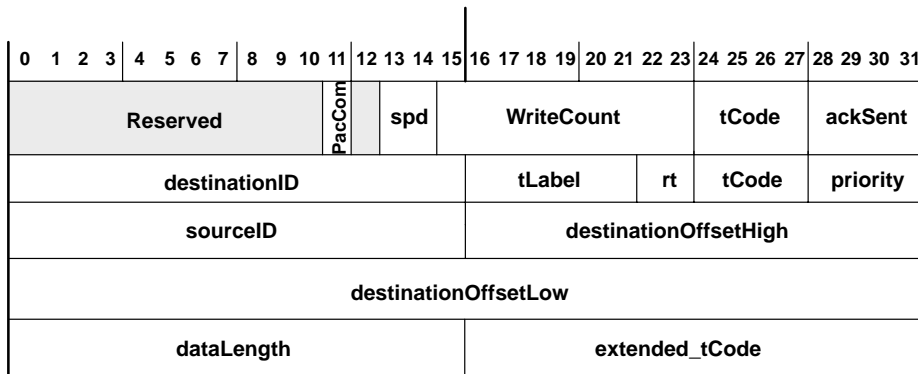 0 1 2 3 4 5 6 7 8 9 10 11 12 13 14 15 16 17 18 19 20 21 22 23 24 25 26 27 28 29 30 31
Reserved PacCom spd WriteCount tCode ackSent
destinationID tLabel rt tCode priority
sourceID destinationOffsetHigh
destinationOffsetLow
dataLength extended_tCode